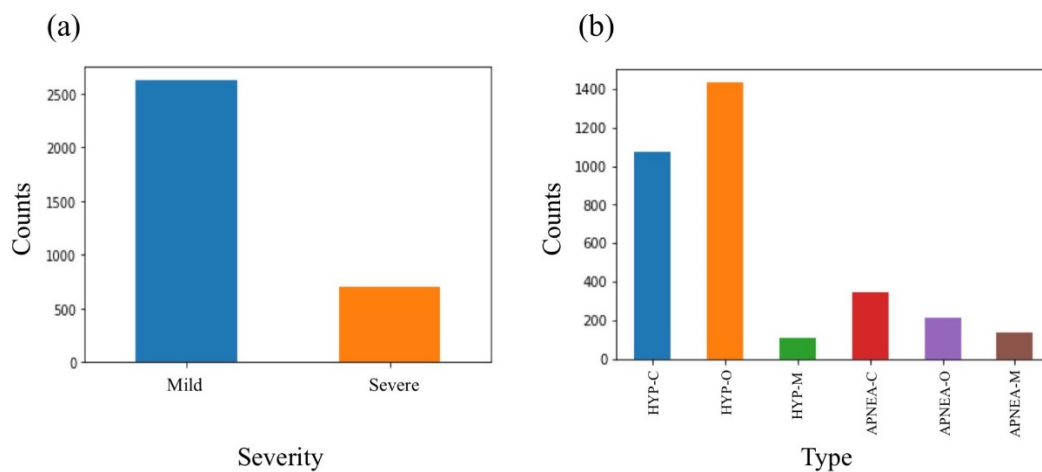 (a)
Counts
2500
2000
1500
1000
500
0
Mild Severe
Severity
(b)
Counts
1400
1200
1000
800
600
400
200
0
HYP-C
HYP-O
HYP-M
APNEA-C
APNEA-O
APNEA-M
Type